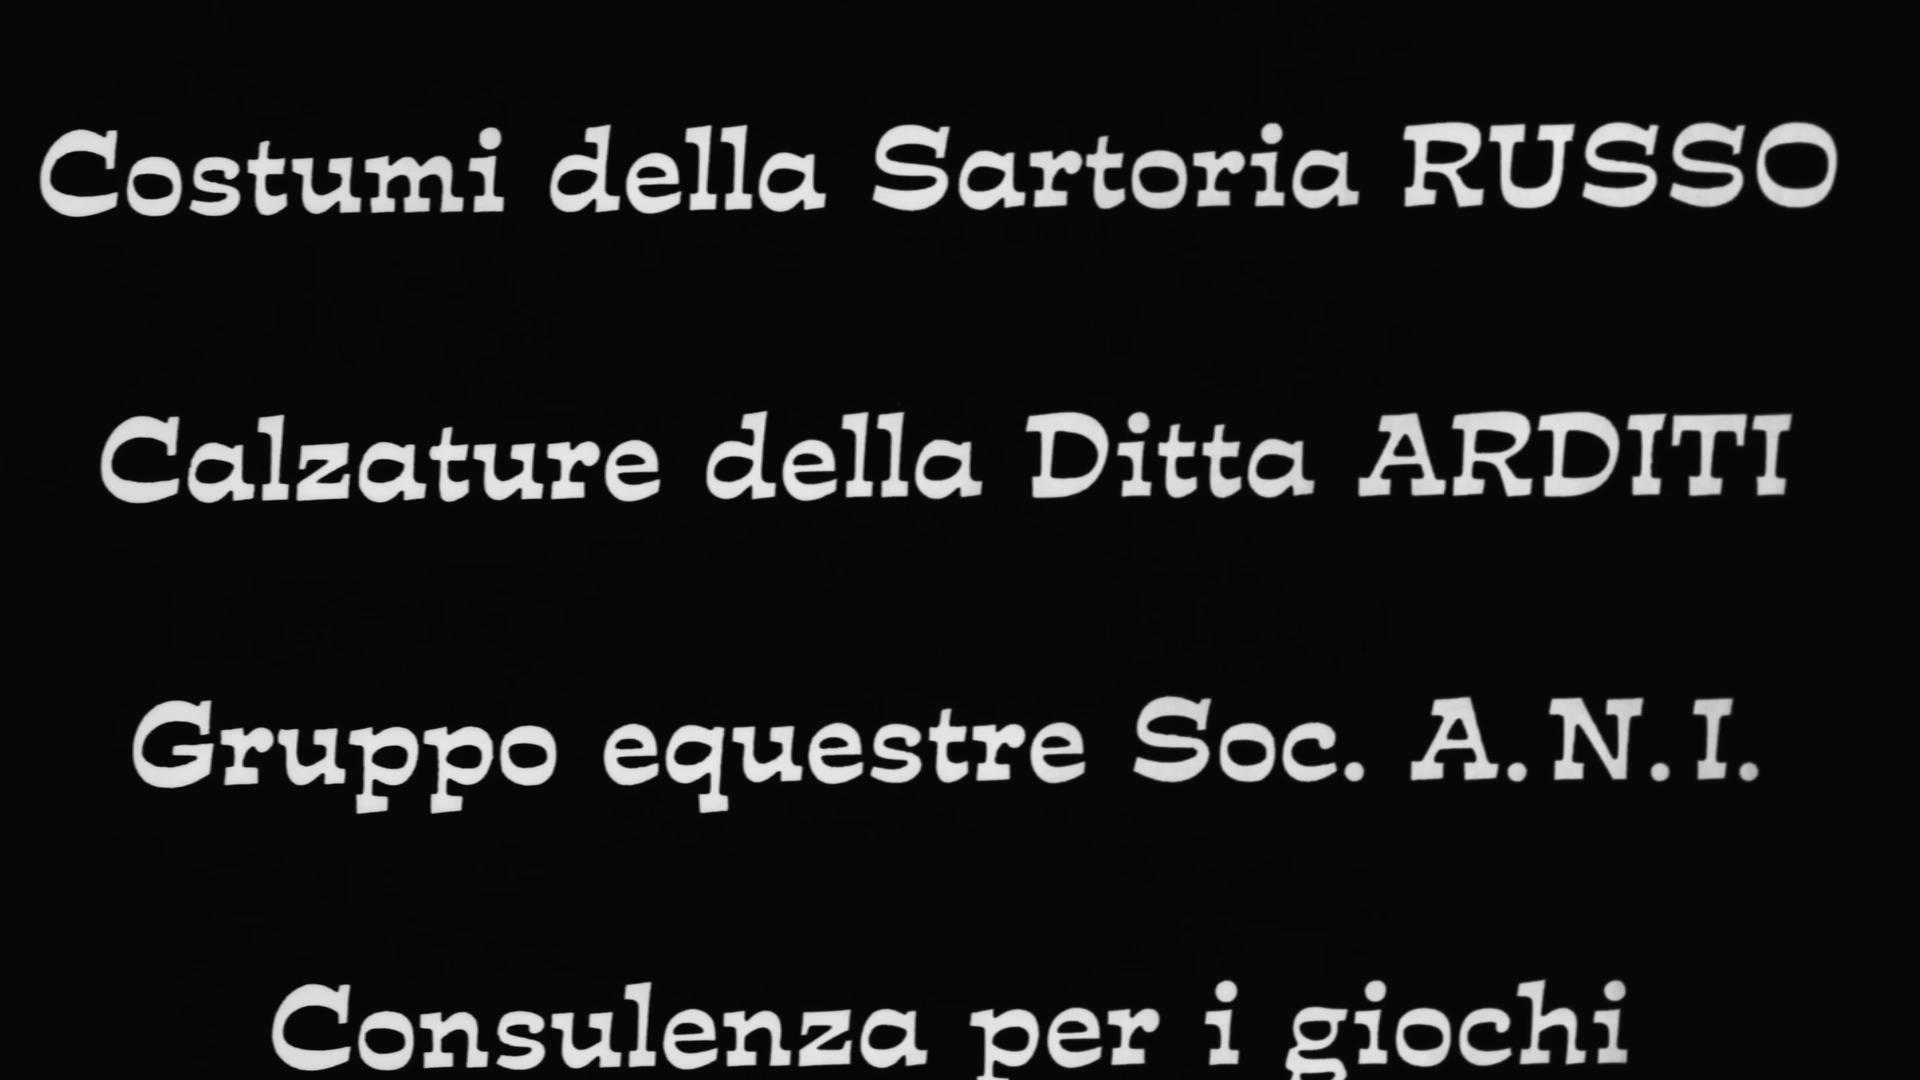 Costumi della Sartoria RUSSO
Calzature della Ditta ARDITI
Gruppo equestre Soc. A.N.I.
Consulenza per i giochi